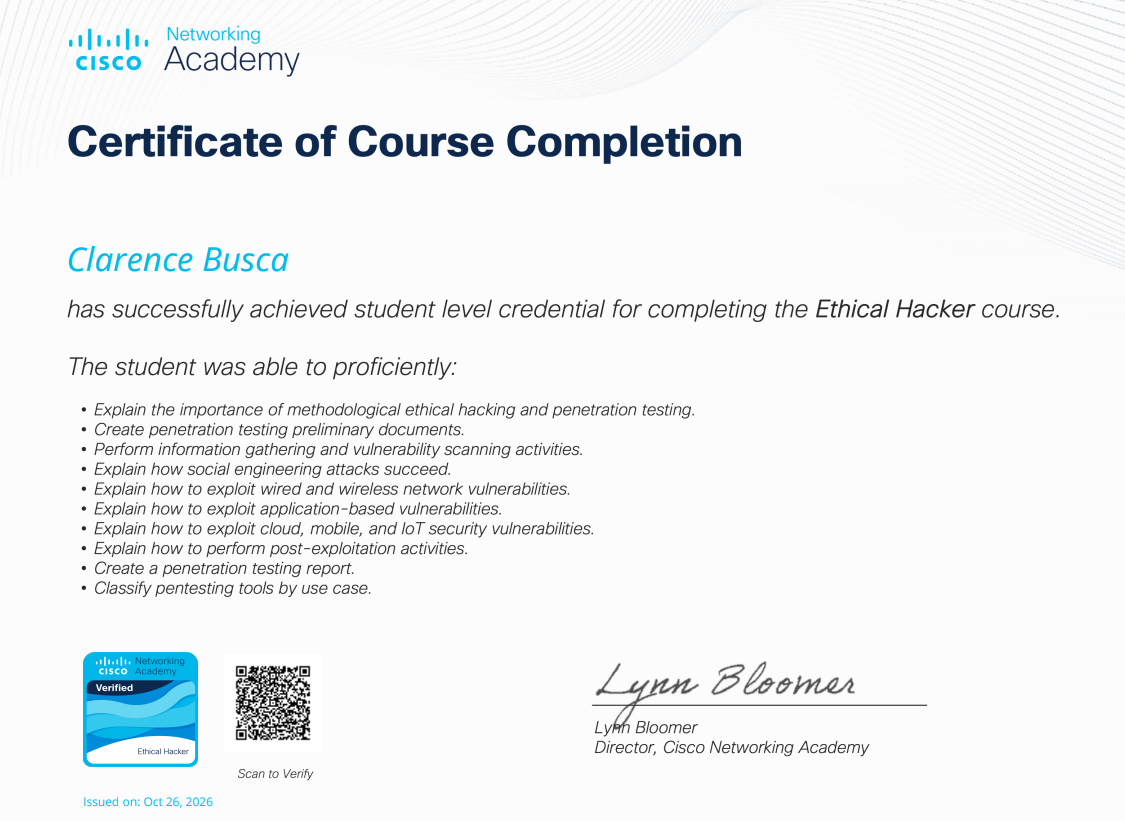 Networking
CISCO Academy
Certificate of Course Completion
Clarence Busca
has successfully achieved student level credential for completing the Ethical Hacker course.
The student was able to proficiently:
• Explain the importance of methodological ethical hacking and penetration testing.
• Create penetration testing preliminary documents.
• Perform information gathering and vulnerability scanning activities.
• Explain how social engineering attacks succeed.
• Explain how to exploit wired and wireless network vulnerabilities.
• Explain how to exploit application-based vulnerabilities.
• Explain how to exploit cloud, mobile, and IoT security vulnerabilities.
• Explain how to perform post-exploitation activities.
• Create a penetration testing report.
• Classify pentesting tools by use case.
Networking
CISCO Academy
Verified
Ethical Hacker
Scan to Verify
Issued on: Oct 26, 2026
Lynn Bloomer
Lynn Bloomer
Director, Cisco Networking Academy